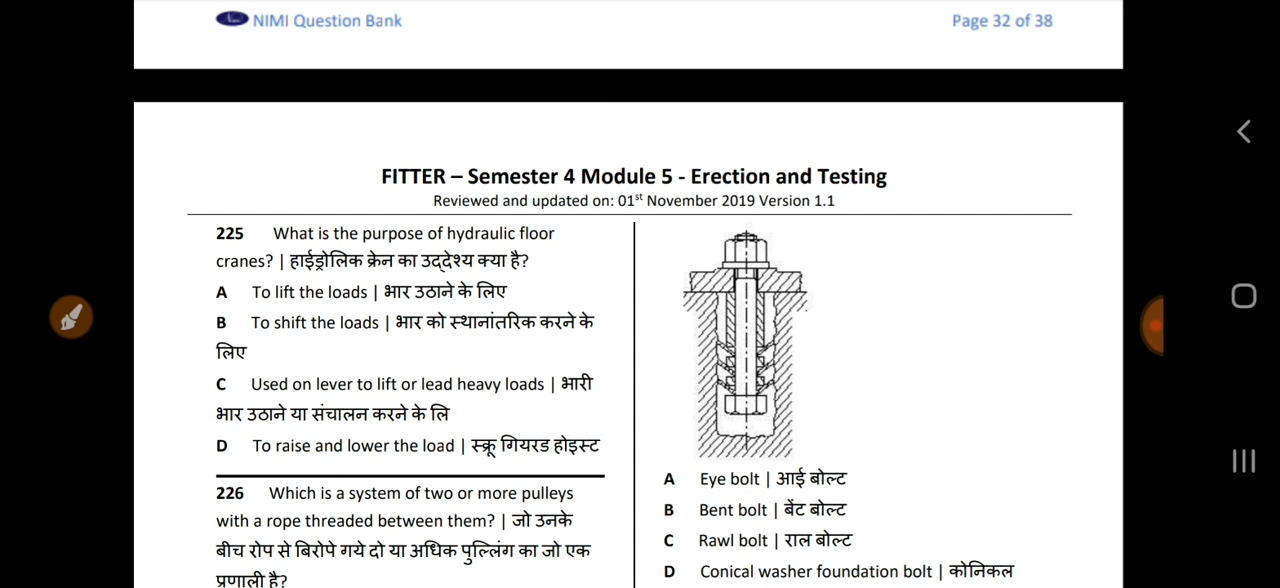 NIMI Question Bank
Page 32 of 38
FITTER – Semester 4 Module 5 - Erection and Testing
Reviewed and updated on: 01st November 2019 Version 1.1
225 What is the purpose of hydraulic floor
cranes? | हाईड्रोलिक क्रेन का उद्देश्य क्या है?
A To lift the loads | भार उठाने के लिए
B To shift the loads | भार को स्थानांतरिक करने के
लिए
C Used on lever to lift or lead heavy loads | भारी
भार उठाने या संचालन करने के लि
D To raise and lower the load | स्क्रू गियरड होइस्ट
226 Which is a system of two or more pulleys
with a rope threaded between them? | जो उनके
बीच रोप से बिरोपे गये दो या अधिक पुल्लिंग का जो एक
प्रणाली है?
A Eye bolt | आई बोल्ट
B Bent bolt | बेंट बोल्ट
C Rawl bolt | राल बोल्ट
D Conical washer foundation bolt | कोनिकल